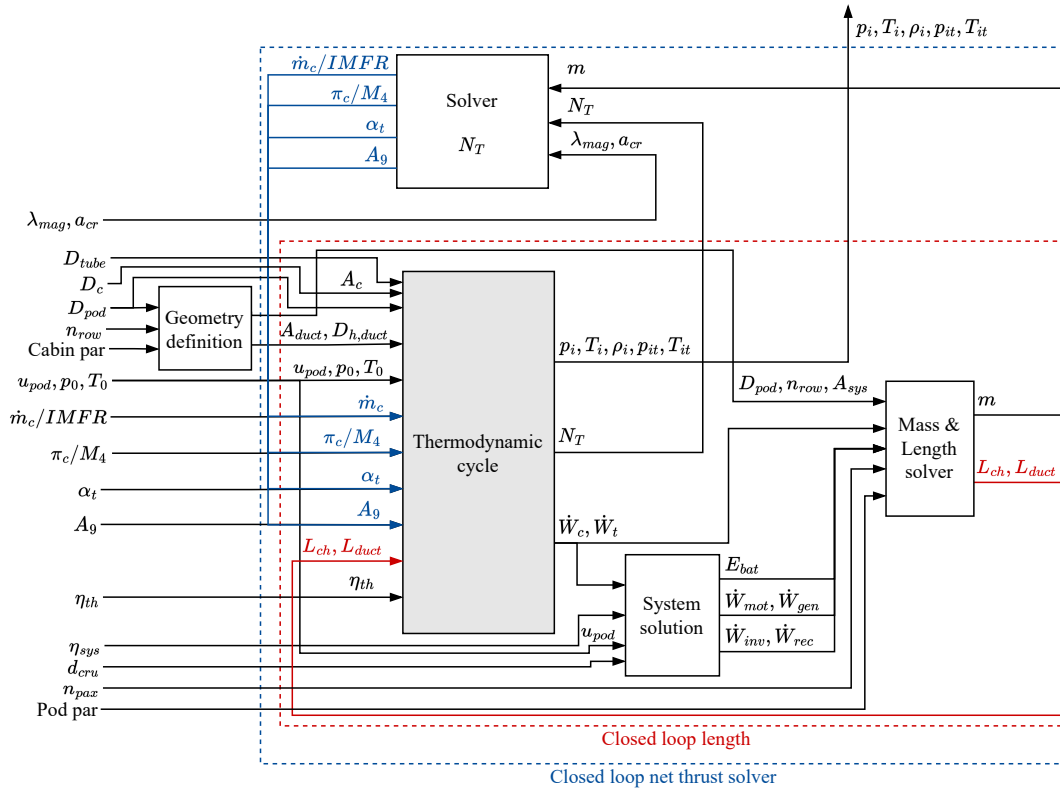 p_i, T_i, ρ_i, p_it, T_it
ṁ_c/IMFR
π_c/M_4
α_t
A_9
Solver
N_T
m
N_T
λ_mag, a_cr
λ_mag, a_cr
D_tube
D_c
D_pod
n_row
Cabin par
u_pod, p_0, T_0
ṁ_c/IMFR
π_c/M_4
α_t
A_9
η_th
η_sys
d_cru
n_pax
Pod par
Geometry
definition
A_c
A_duct, D_h,duct
u_pod, p_0, T_0
ṁ_c
π_c/M_4
α_t
A_9
L_ch, L_duct
η_th
Thermodynamic
cycle
p_i, T_i, ρ_i, p_it, T_it
N_T
Ẇ_c, Ẇ_t
u_pod
System
solution
E_bat
Ẇ_mot, Ẇ_gen
Ẇ_inv, Ẇ_rec
D_pod, n_row, A_sys
Mass &
Length
solver
m
L_ch, L_duct
Closed loop length
Closed loop net thrust solver